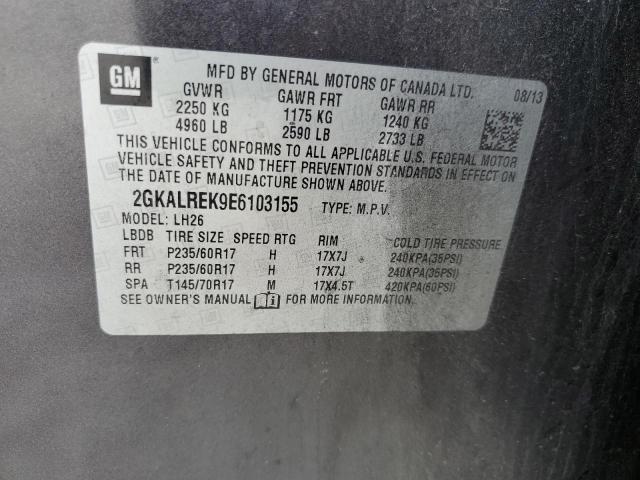 GM
MFD BY GENERAL MOTORS OF CANADA LTD. 08/13
GVWR GAWR FRT GAWR RR
2250 KG 1175 KG 1240 KG
4960 LB 2590 LB 2733 LB
THIS VEHICLE CONFORMS TO ALL APPLICABLE U.S. FEDERAL MOTOR
VEHICLE SAFETY AND THEFT PREVENTION STANDARDS IN EFFECT ON
THE DATE OF MANUFACTURE SHOWN ABOVE.
2GKALREK9E6103155 TYPE: M.P.V.
MODEL: LH26
LBDB TIRE SIZE SPEED RTG RIM COLD TIRE PRESSURE
FRT P235/60R17 H 17X7J 240KPA(35PSI)
RR P235/60R17 H 17X7J 240KPA(35PSI)
SPA T145/70R17 M 17X4.5T 420KPA(60PSI)
SEE OWNER'S MANUAL FOR MORE INFORMATION.